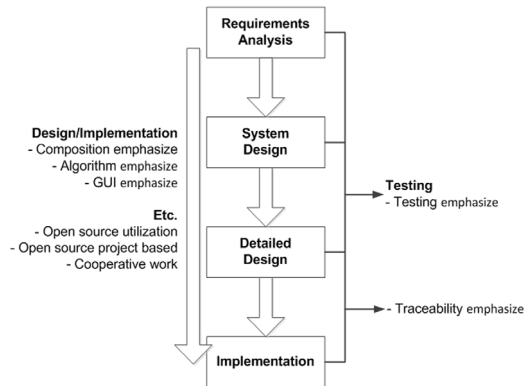 Requirements
Analysis
System
Design
Detailed
Design
Implementation
Design/Implementation
- Composition emphasize
- Algorithm emphasize
- GUI emphasize
Etc.
- Open source utilization
- Open source project based
- Cooperative work
Testing
- Testing emphasize
- Traceability emphasize